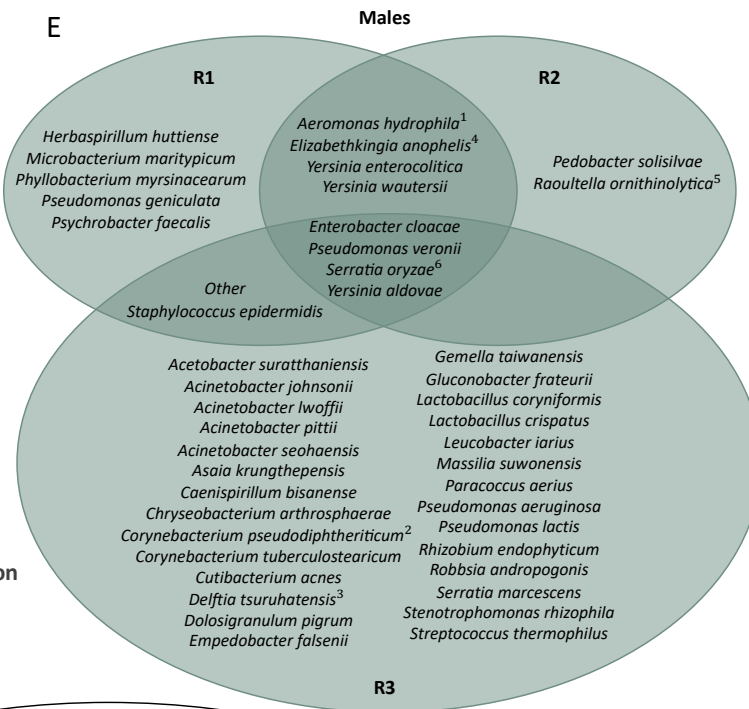 E
Males
R1
R2
Herbaspirillum huttiense
Microbacterium maritypicum
Phyllobacterium myrsinacearum
Pseudomonas geniculata
Psychrobacter faecalis
Aeromonas hydrophila¹
Elizabethkingia anophelis⁴
Yersinia enterocolitica
Yersinia wautersii
Pedobacter solisilvae
Raoultella ornithinolytica⁵
Enterobacter cloacae
Pseudomonas veronii
Serratia oryzae⁶
Yersinia aldovae
Other
Staphylococcus epidermidis
Acetobacter suratthaniensis
Acinetobacter johnsonii
Acinetobacter lwoffii
Acinetobacter pittii
Acinetobacter seohaensis
Asaia krungthepensis
Caenispirillum bisanense
Chryseobacterium arthrosphaerae
Corynebacterium pseudodiphtheriticum²
Corynebacterium tuberculostearicum
Cutibacterium acnes
Delftia tsuruhatensis³
Dolosigranulum pigrum
Empedobacter falsenii
Gemella taiwanensis
Gluconobacter frateurii
Lactobacillus coryniformis
Lactobacillus crispatus
Leucobacter iarius
Massilia suwonensis
Paracoccus aerius
Pseudomonas aeruginosa
Pseudomonas lactis
Rhizobium endophyticum
Robbsia andropogonis
Serratia marcescens
Stenotrophomonas rhizophila
Streptococcus thermophilus
on
R3